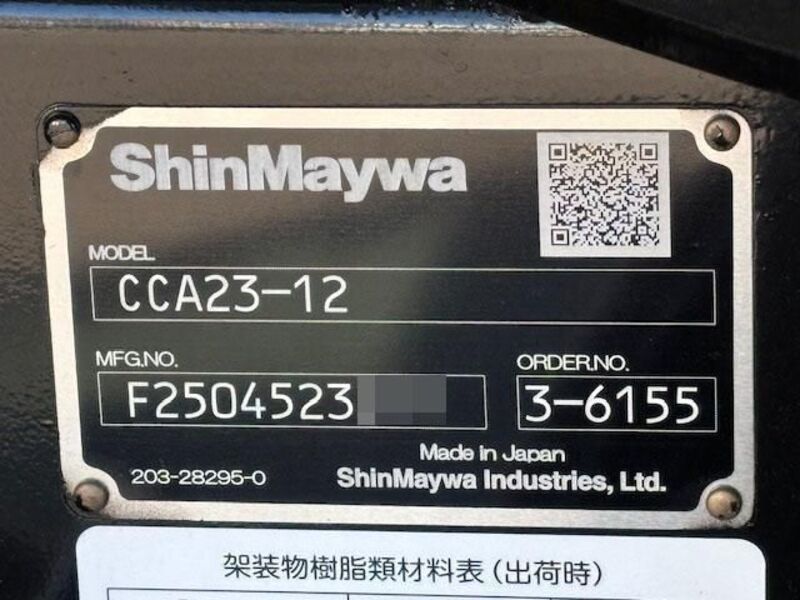 ShinMaywa
MODEL
CCA23-12
MFG.NO.
F2504523
ORDER.NO.
3-6155
Made in Japan
203-28295-0
ShinMaywa Industries, Ltd.
架装物樹脂類材料表(出荷時)